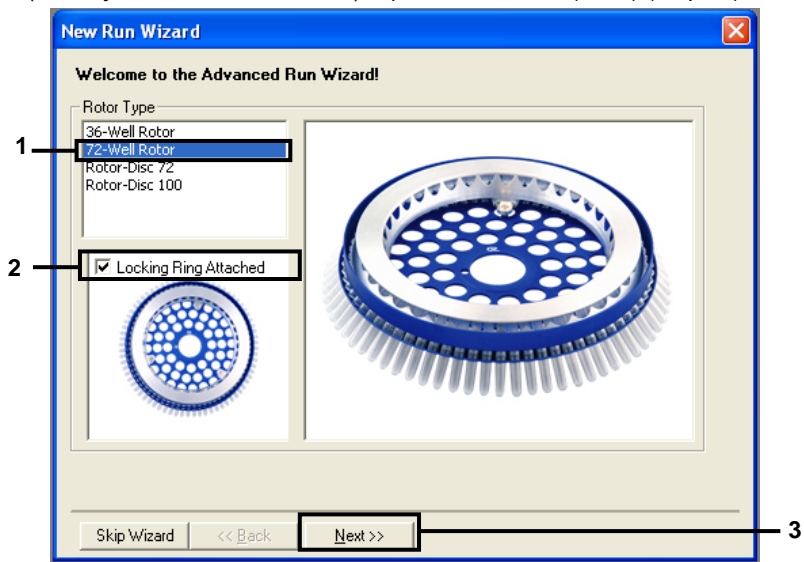 New Run Wizard
Welcome to the Advanced Run Wizard!
Rotor Type
36-Well Rotor
1
72-Well Rotor
Rotor-Disc 72
Rotor-Disc 100
2
Locking Ring Attached
Skip Wizard
<< Back
Next >>
3